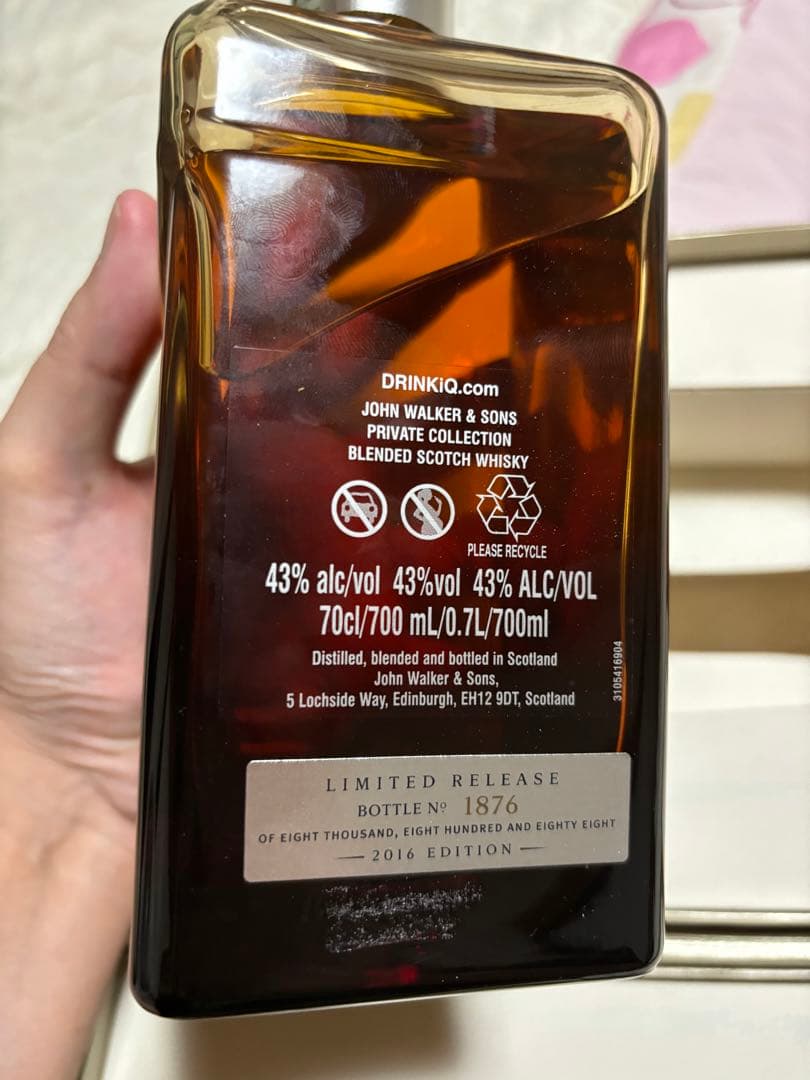 DRINKiQ.com
JOHN WALKER & SONS
PRIVATE COLLECTION
BLENDED SCOTCH WHISKY
PLEASE RECYCLE
43% alc/vol 43%vol 43% ALC/VOL
70cl/700 mL/0.7L/700ml
Distilled, blended and bottled in Scotland
John Walker & Sons,
5 Lochside Way, Edinburgh, EH12 9DT, Scotland
3105416904
LIMITED RELEASE
BOTTLE Nº 1876
OF EIGHT THOUSAND, EIGHT HUNDRED AND EIGHTY EIGHT
— 2016 EDITION —